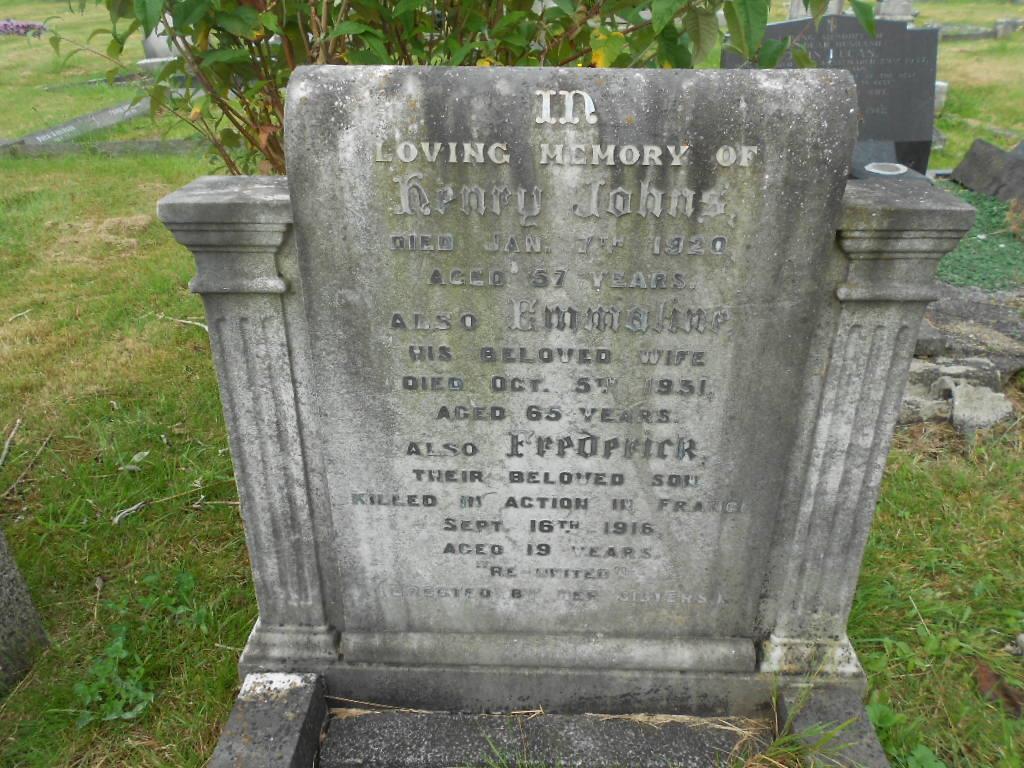 IN
LOVING MEMORY OF
Henry Johns,
DIED JAN. 7TH 1920
AGED 57 YEARS.
ALSO Emmaline,
HIS BELOVED WIFE
DIED OCT. 5TH 1931,
AGED 65 YEARS.
ALSO Frederick,
THEIR BELOVED SON
KILLED IN ACTION IN FRANCE
SEPT. 16TH 1916,
AGED 19 YEARS.
"RE-UNITED"
ERECTED BY HER SISTERS.